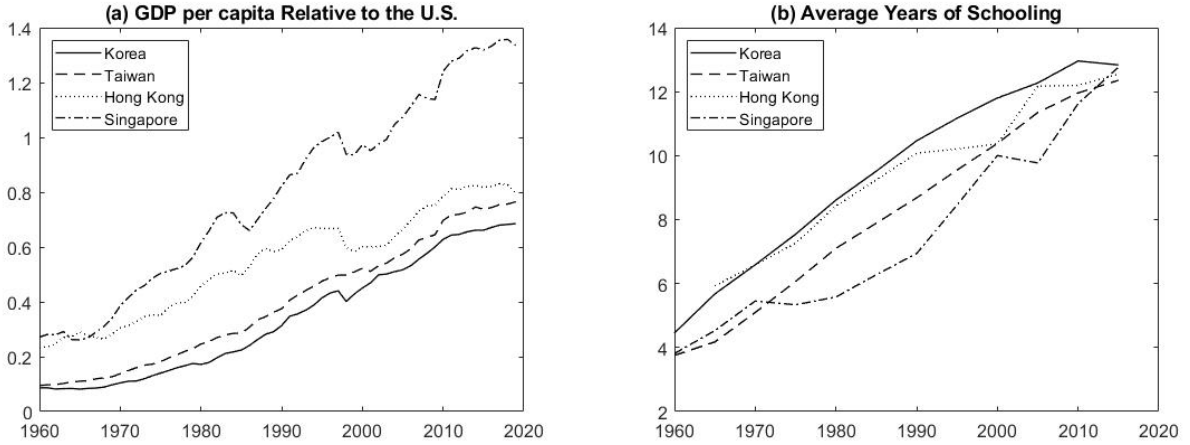 (a) GDP per capita Relative to the U.S.
1.4
1.2
1
0.8
0.6
0.4
0.2
0
Korea
Taiwan
Hong Kong
Singapore
1960 1970 1980 1990 2000 2010 2020
(b) Average Years of Schooling
14
12
10
8
6
4
2
Korea
Taiwan
Hong Kong
Singapore
1960 1970 1980 1990 2000 2010 2020